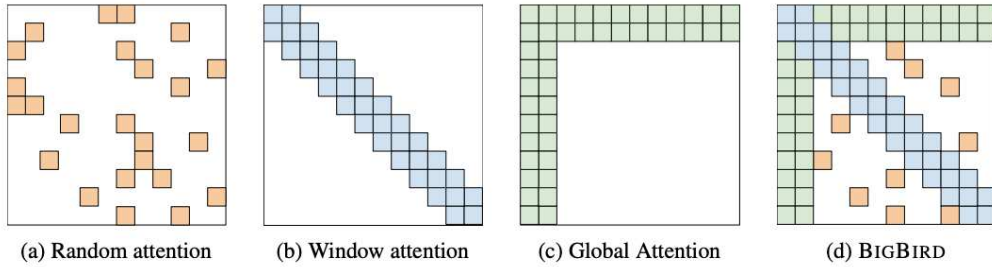 (a) Random attention
(b) Window attention
(c) Global Attention
(d) BIGBIRD